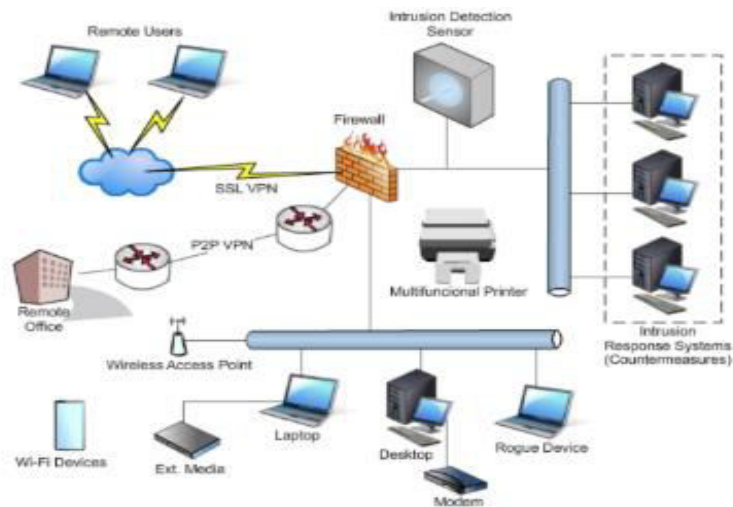 Remote Users
Intrusion Detection
Sensor
Firewall
SSL VPN
P2P VPN
Multifuncional Printer
Remote
Office
Intrusion
Response Systems
(Countermeasures)
Wireless Access Point
Wi-Fi Devices
Ext. Media
Laptop
Desktop
Rogue Device
Modem